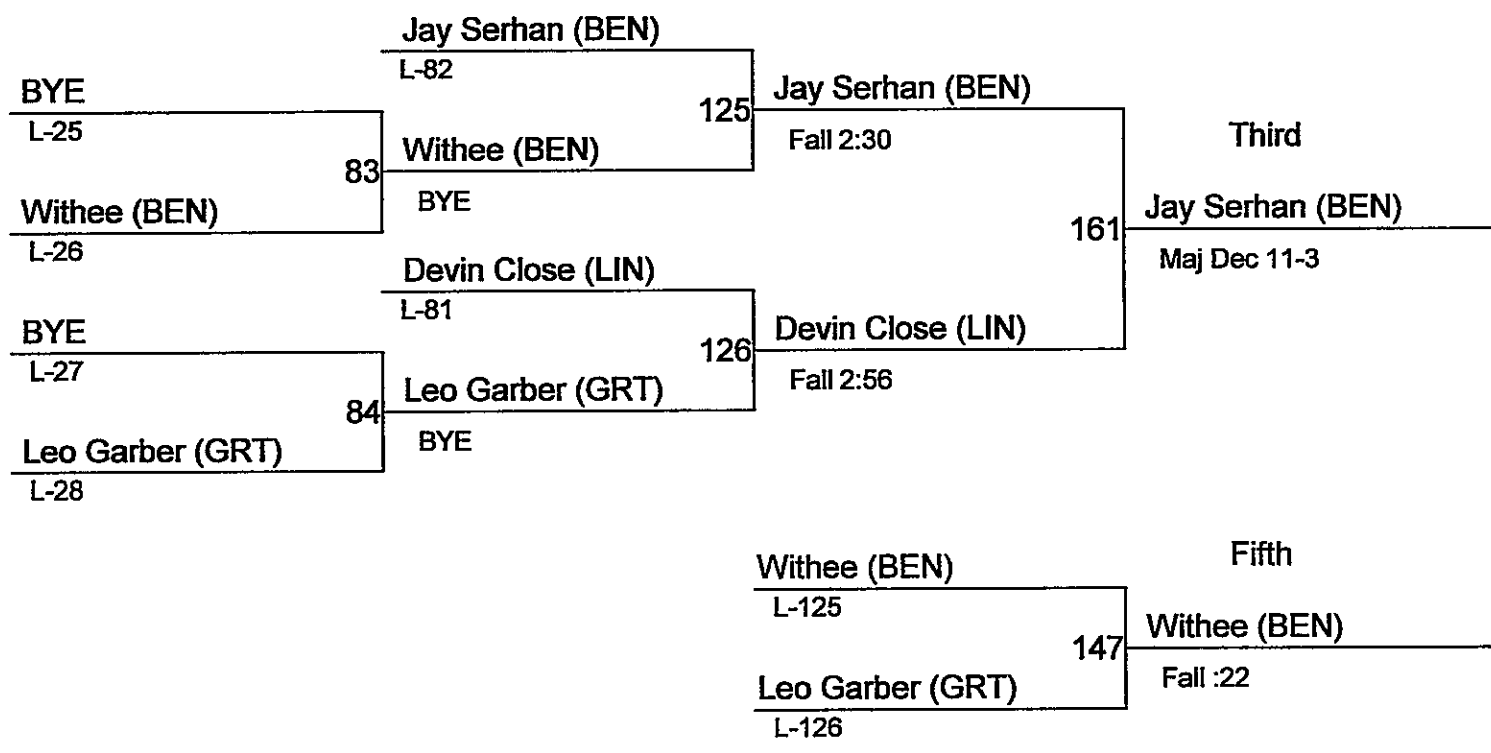 Jay Serhan (BEN)
L-82
BYE
L-25
125
Jay Serhan (BEN)
Fall 2:30
Third
83
Withee (BEN)
BYE
Withee (BEN)
L-26
161
Jay Serhan (BEN)
Maj Dec 11-3
Devin Close (LIN)
L-81
BYE
L-27
126
Devin Close (LIN)
Fall 2:56
84
Leo Garber (GRT)
BYE
Leo Garber (GRT)
L-28
Fifth
Withee (BEN)
L-125
147
Withee (BEN)
Fall :22
Leo Garber (GRT)
L-126